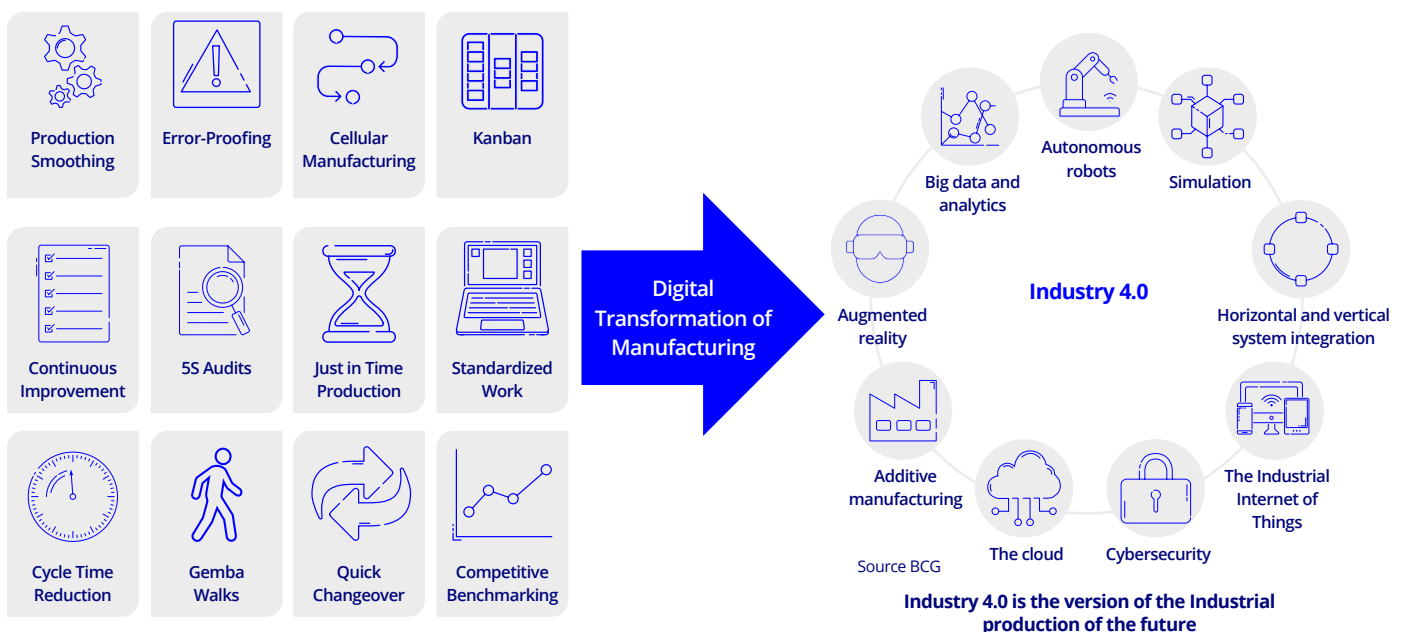 Production
Smoothing
Error-Proofing
Cellular
Manufacturing
Kanban
Continuous
Improvement
5S Audits
Just in Time
Production
Standardized
Work
Cycle Time
Reduction
Gemba
Walks
Quick
Changeover
Competitive
Benchmarking
Digital
Transformation of
Manufacturing
Industry 4.0
Autonomous
robots
Simulation
Horizontal and vertical
system integration
The Industrial
Internet of
Things
Cybersecurity
The cloud
Additive
manufacturing
Augmented
reality
Big data and
analytics
Source BCG
Industry 4.0 is the version of the Industrial
production of the future